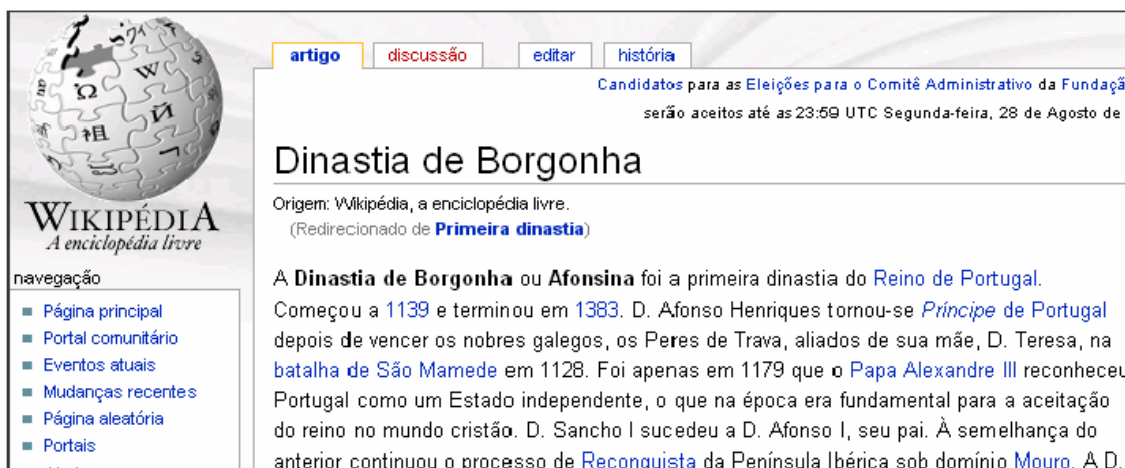 artigo discussão editar história
Candidatos para as Eleições para o Comitê Administrativo da Fundaçã
serão aceitos até as 23:59 UTC Segunda-feira, 28 de Agosto de
Dinastia de Borgonha
Origem: Wikipédia, a enciclopédia livre.
(Redirecionado de Primeira dinastia)
A Dinastia de Borgonha ou Afonsina foi a primeira dinastia do Reino de Portugal.
Começou a 1139 e terminou em 1383. D. Afonso Henriques tornou-se Príncipe de Portugal
depois de vencer os nobres galegos, os Peres de Trava, aliados de sua mãe, D. Teresa, na
batalha de São Mamede em 1128. Foi apenas em 1179 que o Papa Alexandre III reconheceu
Portugal como um Estado independente, o que na época era fundamental para a aceitação
do reino no mundo cristão. D. Sancho I sucedeu a D. Afonso I, seu pai. À semelhança do
anterior continuou o processo de Reconquista da Península Ibérica sob domínio Mouro. A D.
WIKIPÉDIA
A enciclopédia livre
navegação
Página principal
Portal comunitário
Eventos atuais
Mudanças recentes
Página aleatória
Portais